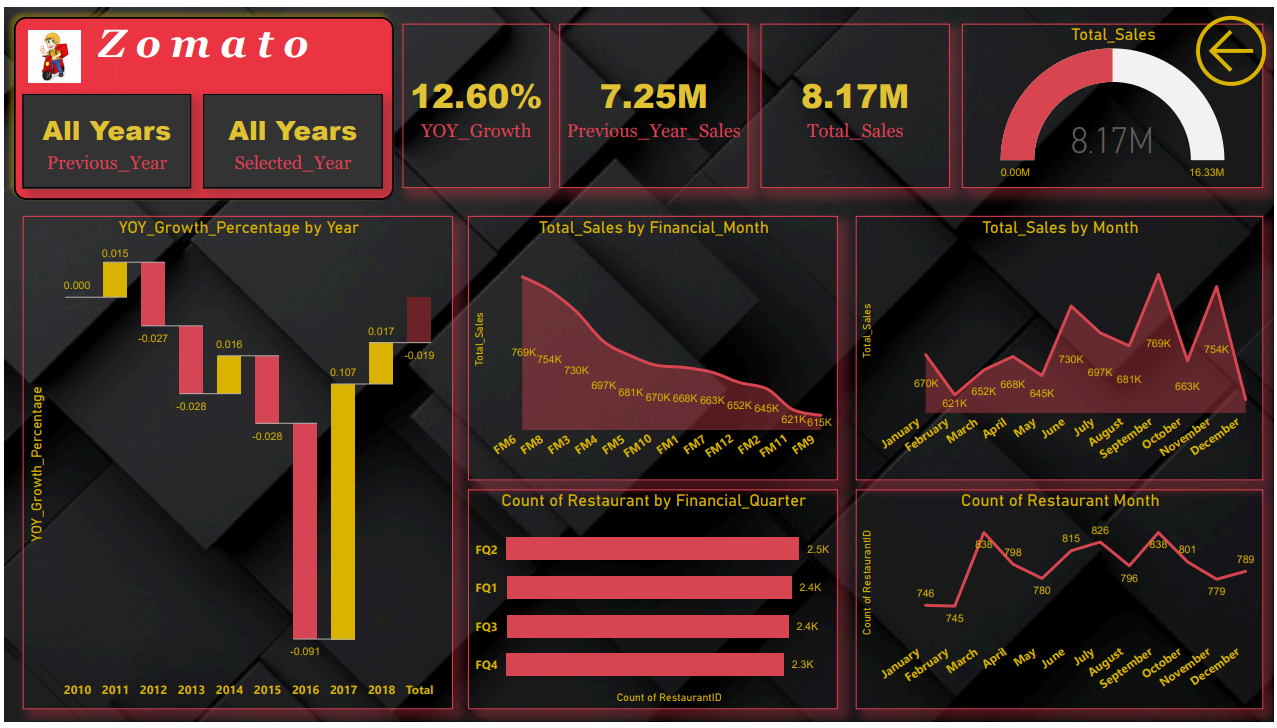 Zomato
All Years
Previous_Year
All Years
Selected_Year
12.60%
YOY_Growth
7.25M
Previous_Year_Sales
8.17M
Total_Sales
Total_Sales
8.17M
0.00M
16.33M
YOY_Growth_Percentage by Year
YOY_Growth_Percentage
0.000
0.015
-0.027
-0.028
0.016
-0.028
-0.091
0.107
0.017
-0.019
2010 2011 2012 2013 2014 2015 2016 2017 2018 Total
Total_Sales by Financial_Month
Total_Sales
769K 754K 730K 697K 681K 670K 668K 663K 652K 645K 621K 615K
FM6 FM8 FM3 FM4 FM5 FM10 FM1 FM7 FM12 FM2 FM11 FM9
Total_Sales by Month
Total_Sales
670K 621K 652K 668K 645K 730K 697K 681K 769K 663K 754K
January February March April May June July August September October November December
Count of Restaurant by Financial_Quarter
FQ2 2.5K
FQ1 2.4K
FQ3 2.4K
FQ4 2.3K
Count of RestaurantID
Count of Restaurant Month
Count of RestaurantID
746 745 838 798 780 815 826 796 838 801 779 789
January February March April May June July August September October November December